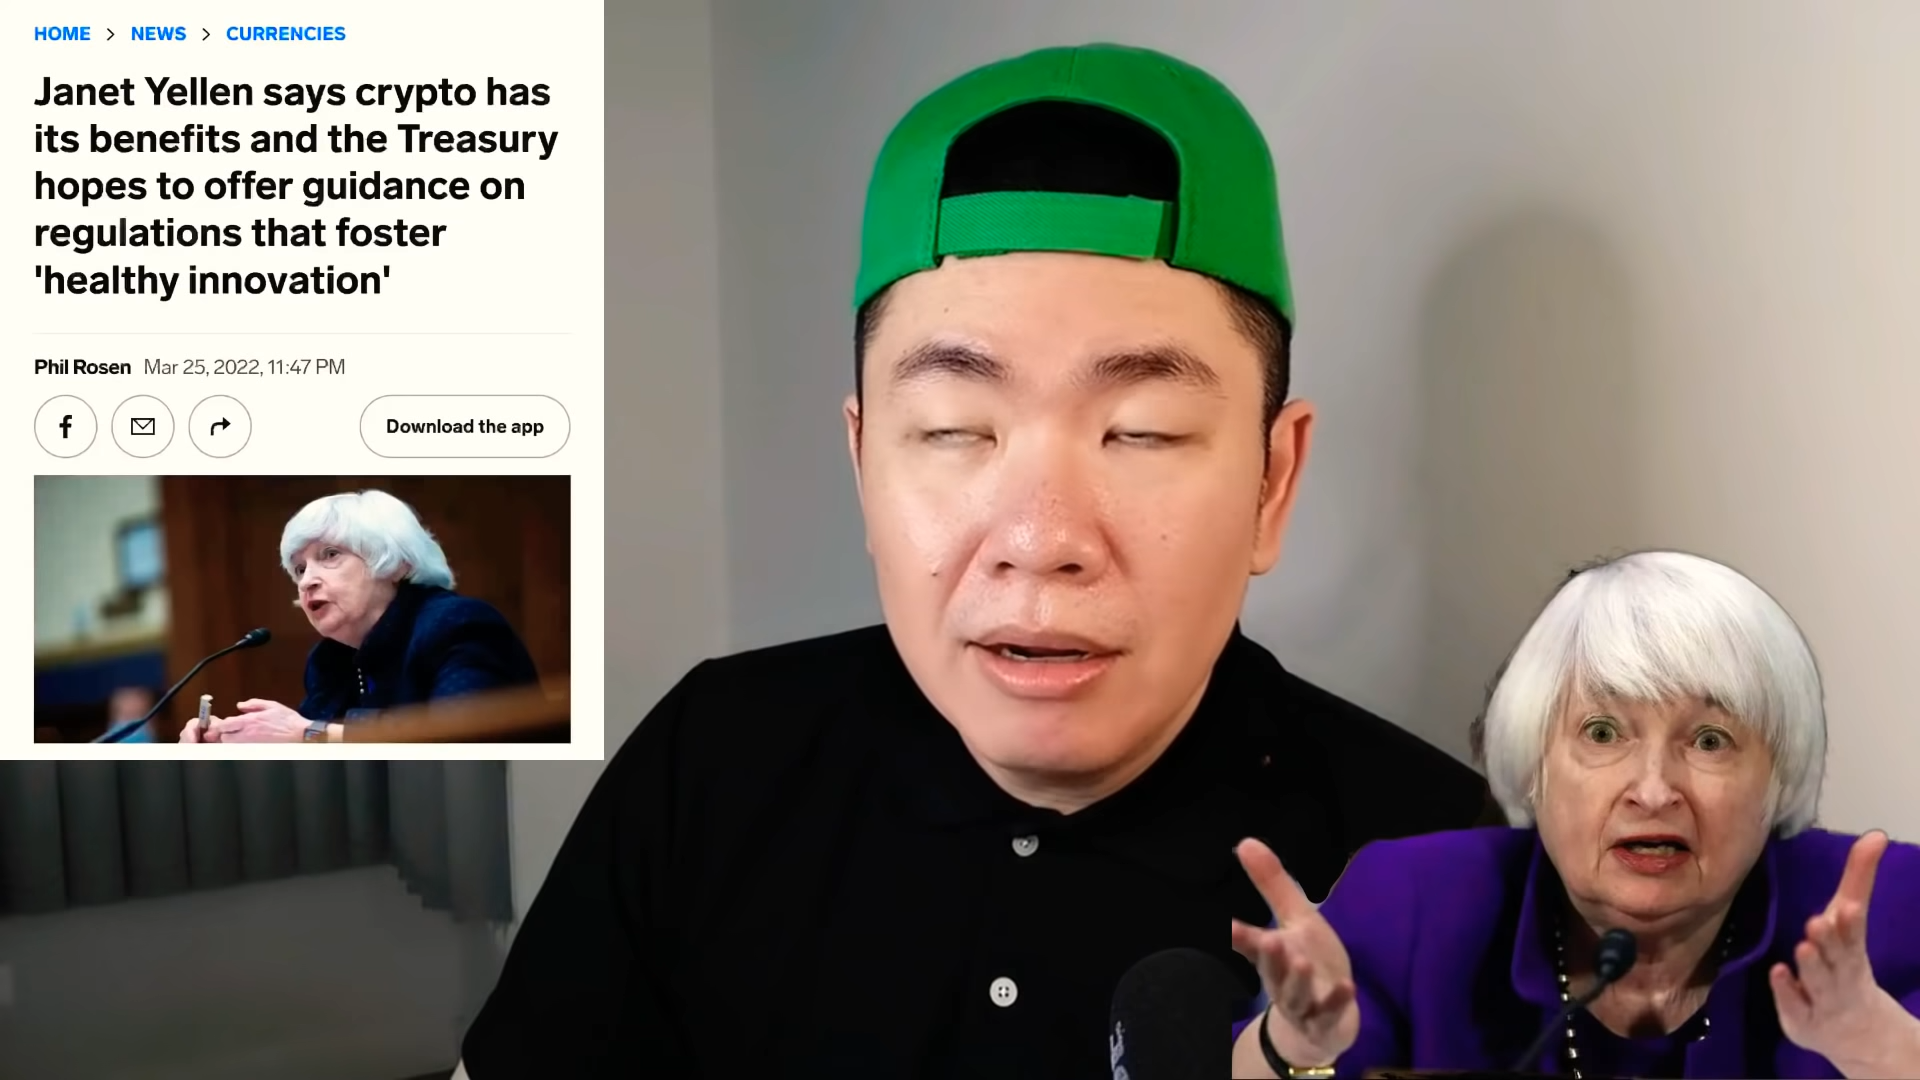 HOME > NEWS > CURRENCIES
Janet Yellen says crypto has
its benefits and the Treasury
hopes to offer guidance on
regulations that foster
'healthy innovation'
Phil Rosen Mar 25, 2022, 11:47 PM
f
Download the app